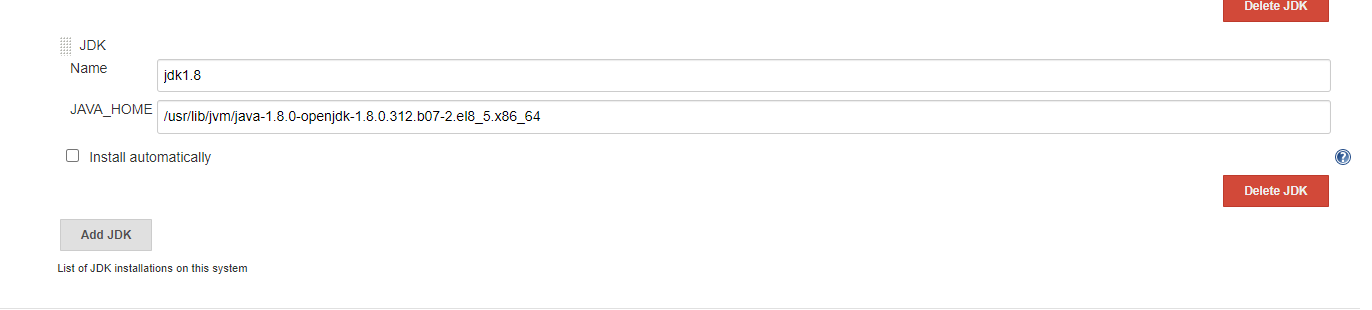 Delete JDK
JDK
Name
jdk1.8
JAVA_HOME
/usr/lib/jvm/java-1.8.0-openjdk-1.8.0.312.b07-2.el8_5.x86_64
Install automatically
?
Delete JDK
Add JDK
List of JDK installations on this system